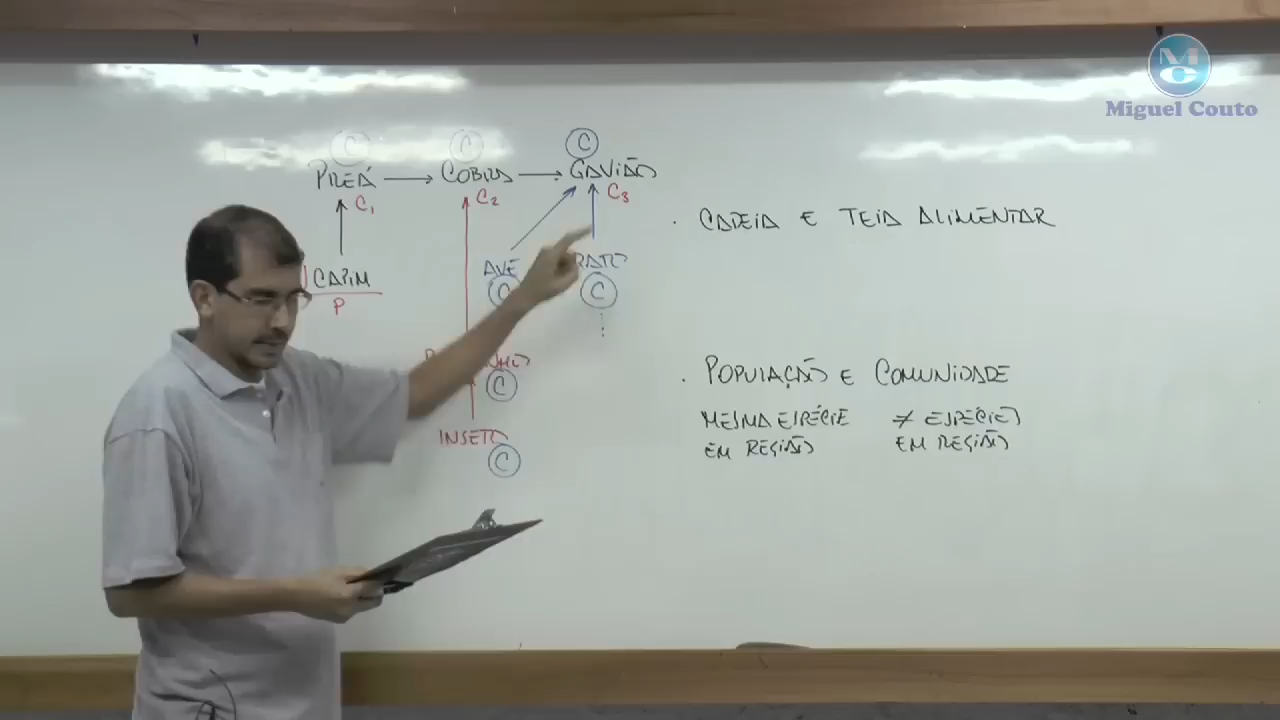 MC
Miguel Couto
C C C
PREÁ COBRA GAVIÃO
C1 C2 C3
CADEIA E TEIA ALIMENTAR
AVE RATO
CAPIM
C C
P
C
POPULAÇÃO E COMUNIDADE
MESMA ESPÉCIE ≠ ESPÉCIES
EM REGIÃO EM REGIÃO
INSETO
C